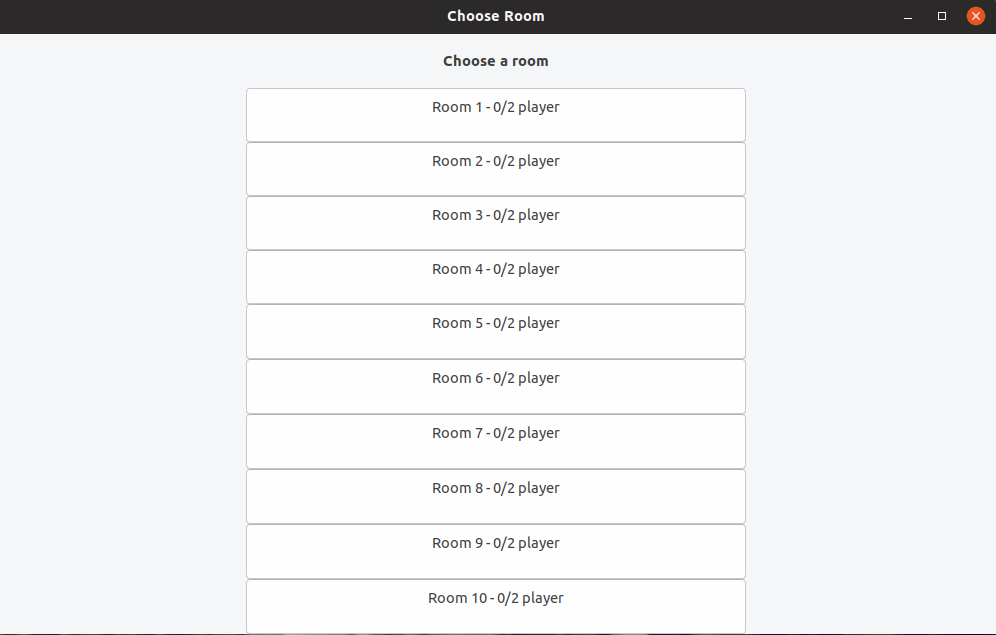 Choose Room
Choose a room
Room 1 - 0/2 player
Room 2 - 0/2 player
Room 3 - 0/2 player
Room 4 - 0/2 player
Room 5 - 0/2 player
Room 6 - 0/2 player
Room 7 - 0/2 player
Room 8 - 0/2 player
Room 9 - 0/2 player
Room 10 - 0/2 player